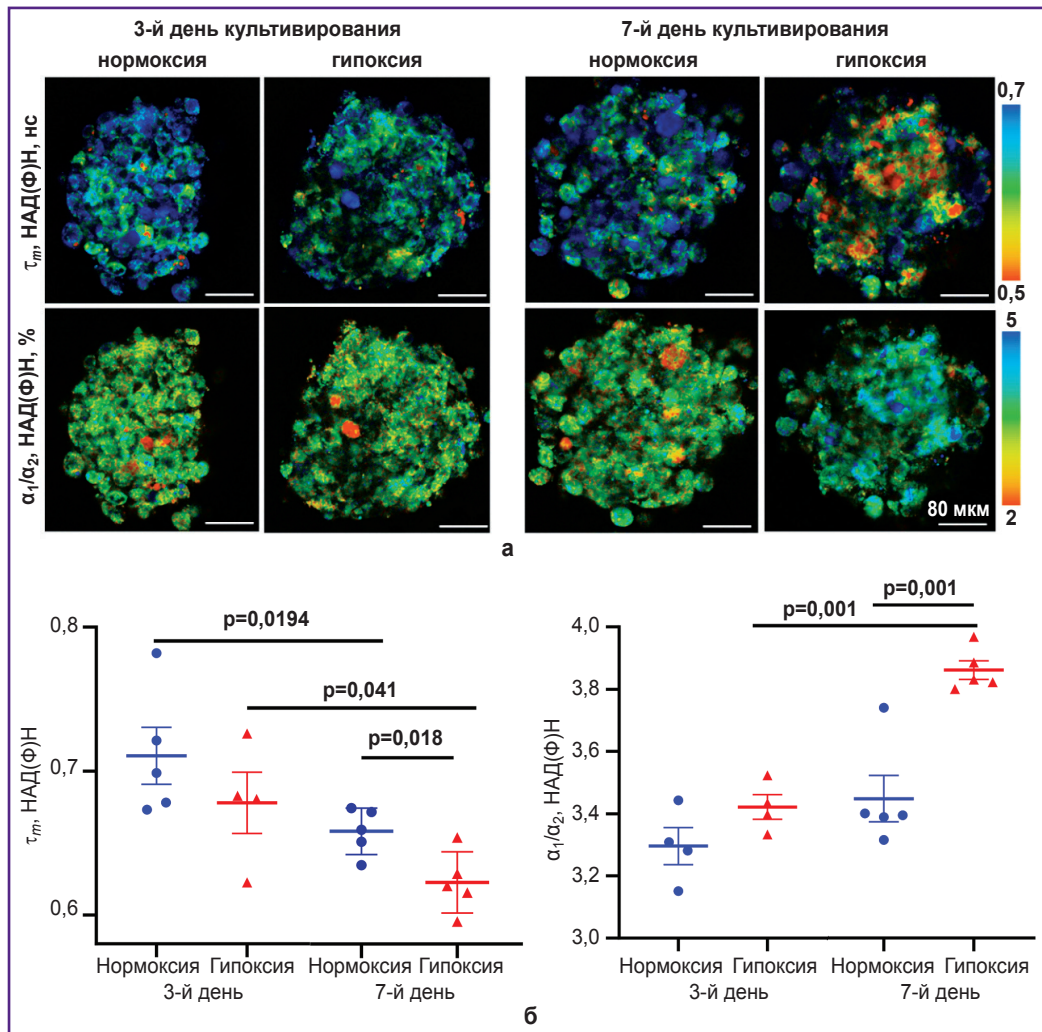 3-й день культивирования
7-й день культивирования
нормоксия
гипоксия
нормоксия
гипоксия
τm, НАД(Ф)Н, нс
0,7
0,5
α1/α2, НАД(Ф)Н, %
5
2
80 мкм
а
τm, НАД(Ф)Н
0,8
0,7
0,6
p=0,0194
p=0,041
p=0,018
Нормоксия
Гипоксия
Нормоксия
Гипоксия
3-й день
7-й день
α1/α2, НАД(Ф)Н
4,0
3,8
3,6
3,4
3,2
3,0
p=0,001
p=0,001
Нормоксия
Гипоксия
Нормоксия
Гипоксия
3-й день
7-й день
б